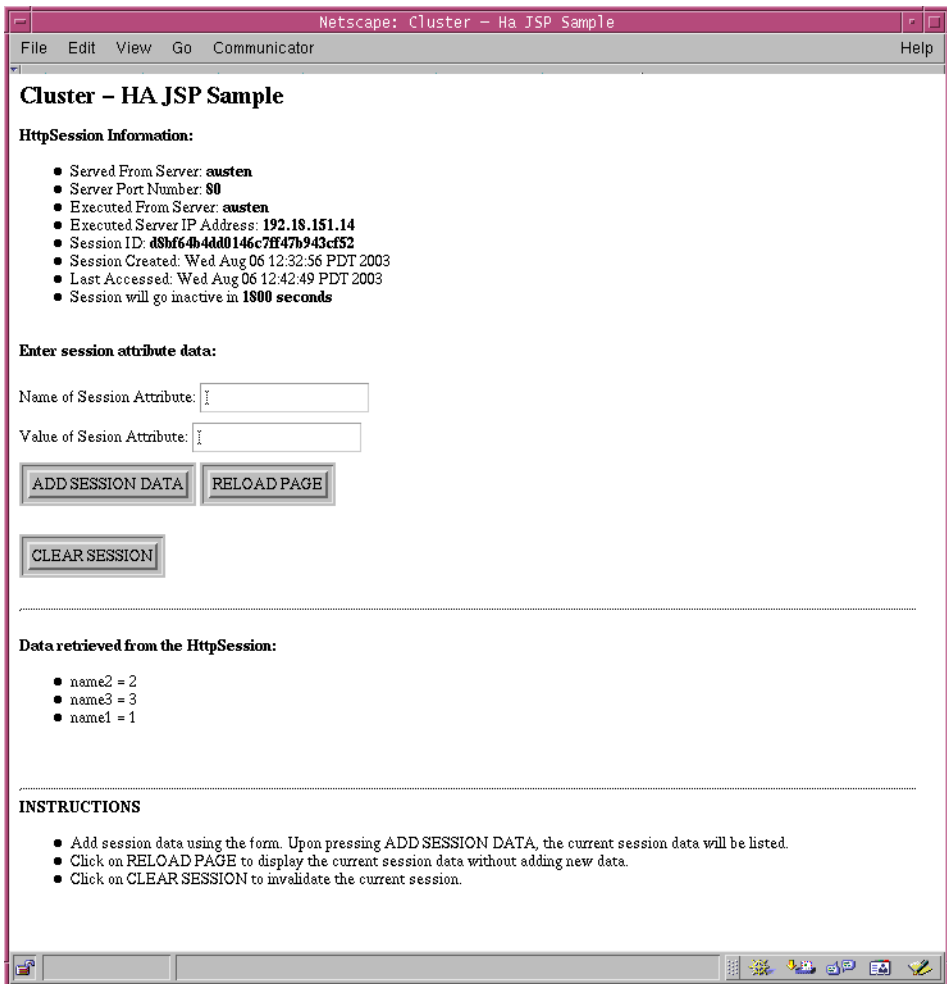 Netscape: Cluster – Ha JSP Sample
File Edit View Go Communicator Help
Cluster – HA JSP Sample
HttpSession Information:
Served From Server: austen
Server Port Number: 80
Executed From Server: austen
Executed Server IP Address: 192.18.151.14
Session ID: d8bf64b4dd0146c7ff47b943cf52
Session Created: Wed Aug 06 12:32:56 PDT 2003
Last Accessed: Wed Aug 06 12:42:49 PDT 2003
Session will go inactive in 1800 seconds
Enter session attribute data:
Name of Session Attribute:
Value of Sesion Attribute:
ADD SESSION DATA RELOAD PAGE
CLEAR SESSION
Data retrieved from the HttpSession:
name2 = 2
name3 = 3
name1 = 1
INSTRUCTIONS
Add session data using the form. Upon pressing ADD SESSION DATA, the current session data will be listed.
Click on RELOAD PAGE to display the current session data without adding new data.
Click on CLEAR SESSION to invalidate the current session.